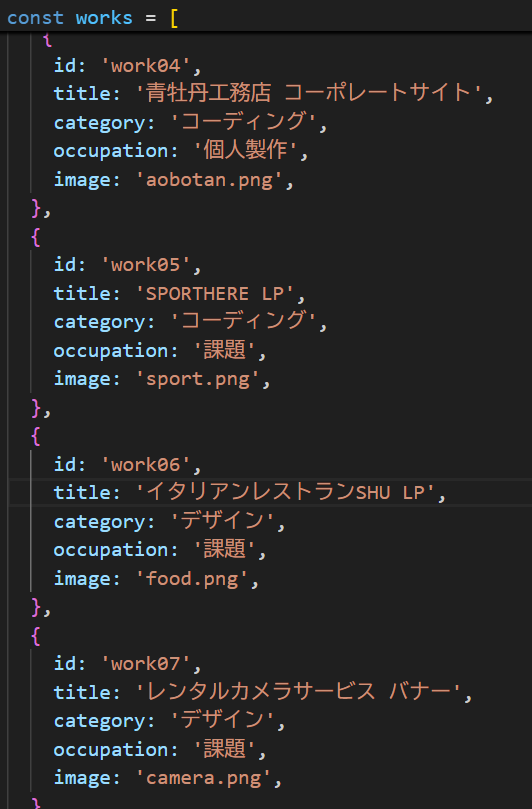 const works = [
{
id: 'work04',
title: '青牡丹工務店 コーポレートサイト',
category: 'コーディング',
occupation: '個人製作',
image: 'aobotan.png',
},
{
id: 'work05',
title: 'SPORTHERE LP',
category: 'コーディング',
occupation: '課題',
image: 'sport.png',
},
{
id: 'work06',
title: 'イタリアンレストランSHU LP',
category: 'デザイン',
occupation: '課題',
image: 'food.png',
},
{
id: 'work07',
title: 'レンタルカメラサービス バナー',
category: 'デザイン',
occupation: '課題',
image: 'camera.png',
}